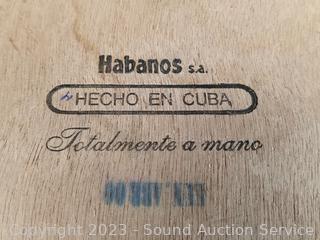 Habanos s.a.
HECHO EN CUBA
Totalmente a mano
Copyright 2023 - Sound Auction Service